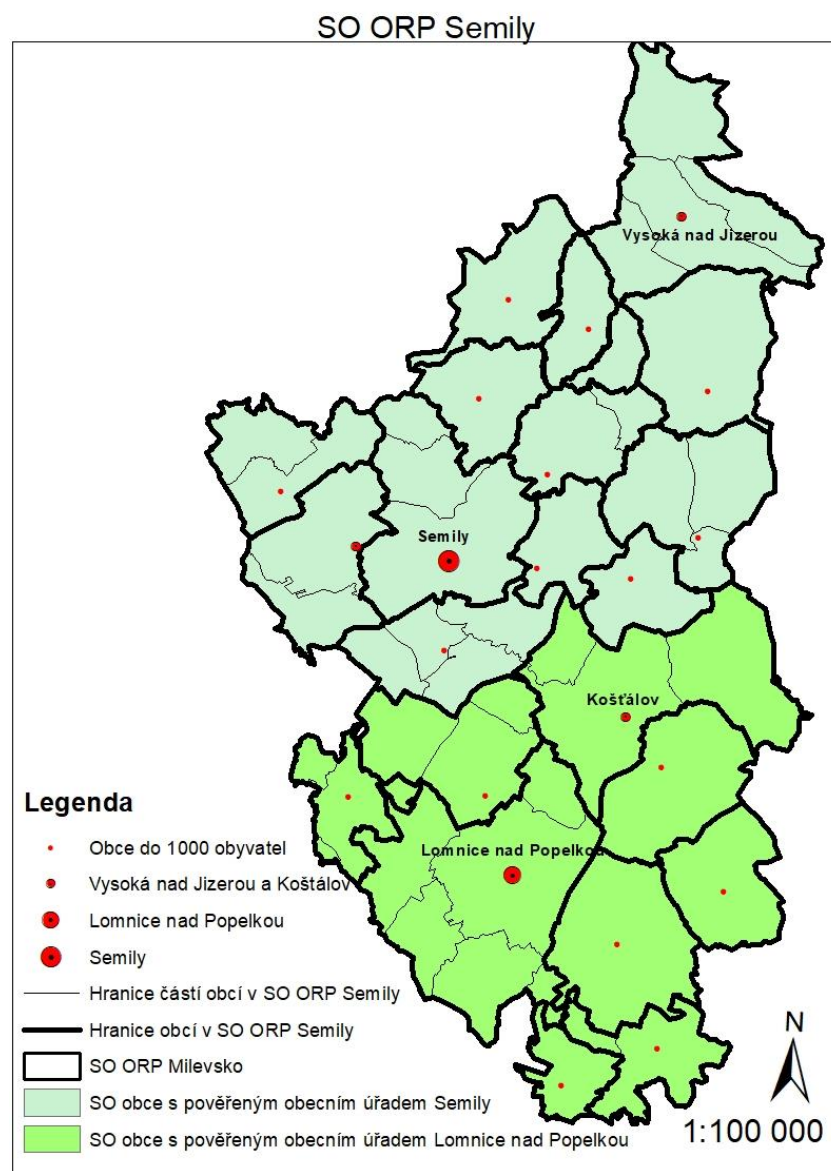 SO ORP Semily
Vysoká nad Jizerou
Semily
Košťálov
Lomnice nad Popelkou
Legenda
Obce do 1000 obyvatel
Vysoká nad Jizerou a Koštálov
Lomnice nad Popelkou
Semily
Hranice částí obcí v SO ORP Semily
Hranice obcí v SO ORP Semily
SO ORP Milevsko
SO obce s pověřeným obecním úřadem Semily
SO obce s pověřeným obecním úřadem Lomnice nad Popelkou
N
1:100 000